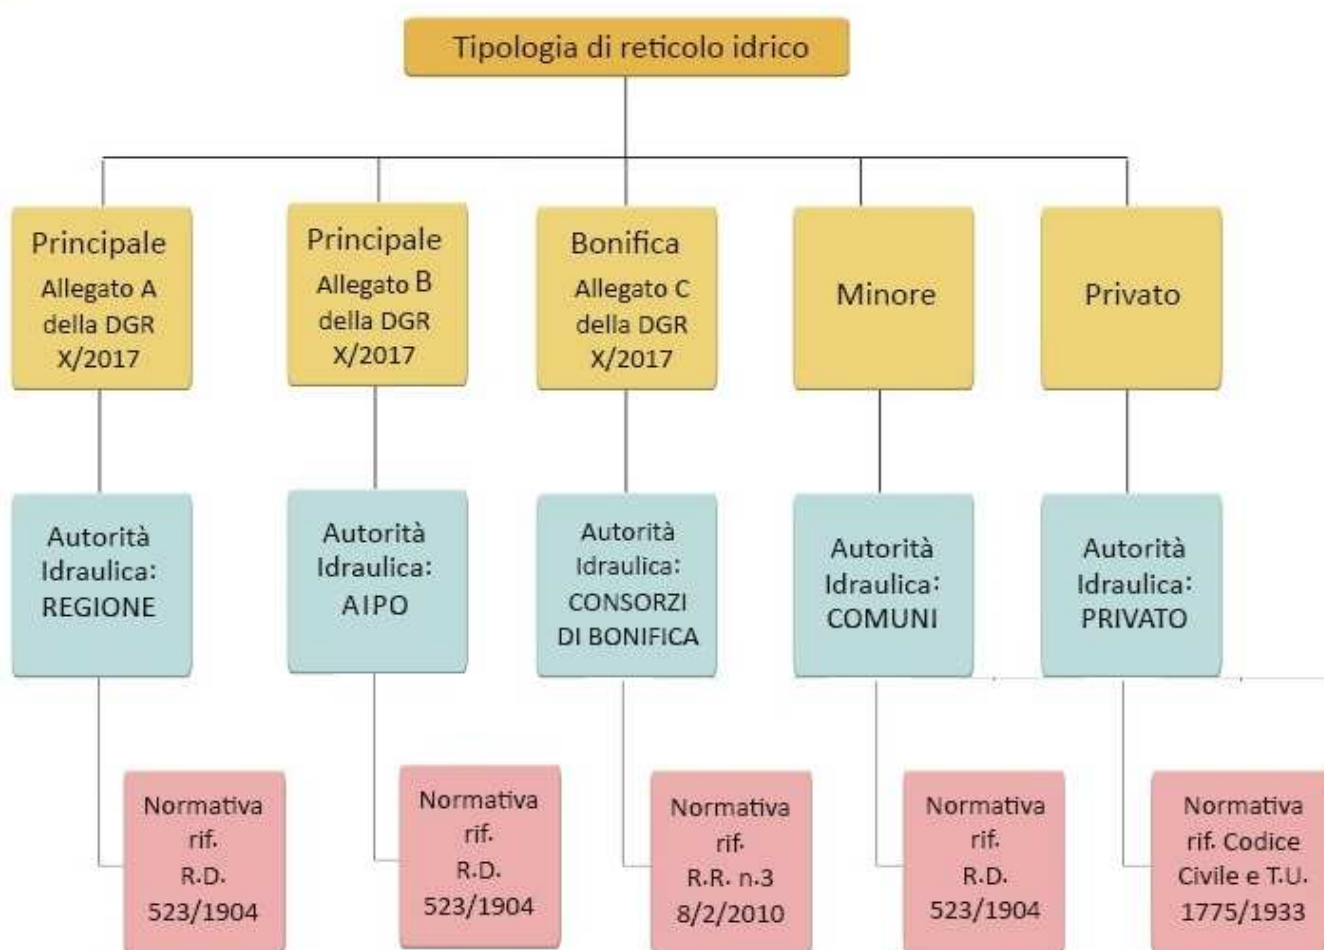 Tipologia di reticolo idrico
Principale
Allegato A
della DGR
X/2017
Principale
Allegato B
della DGR
X/2017
Bonifica
Allegato C
della DGR
X/2017
Minore
Privato
Autorità
Idraulica:
REGIONE
Autorità
Idraulica:
AIPO
Autorità
Idraulica:
CONSORZI
DI BONIFICA
Autorità
Idraulica:
COMUNI
Autorità
Idraulica:
PRIVATO
Normativa
rif.
R.D.
523/1904
Normativa
rif.
R.D.
523/1904
Normativa
rif.
R.R. n.3
8/2/2010
Normativa
rif.
R.D.
523/1904
Normativa
rif. Codice
Civile e T.U.
1775/1933